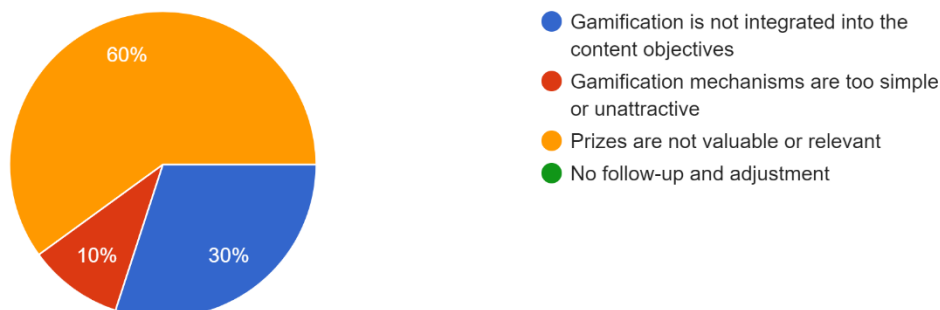 60%
10%
30%
Gamification is not integrated into the
content objectives
Gamification mechanisms are too simple
or unattractive
Prizes are not valuable or relevant
No follow-up and adjustment